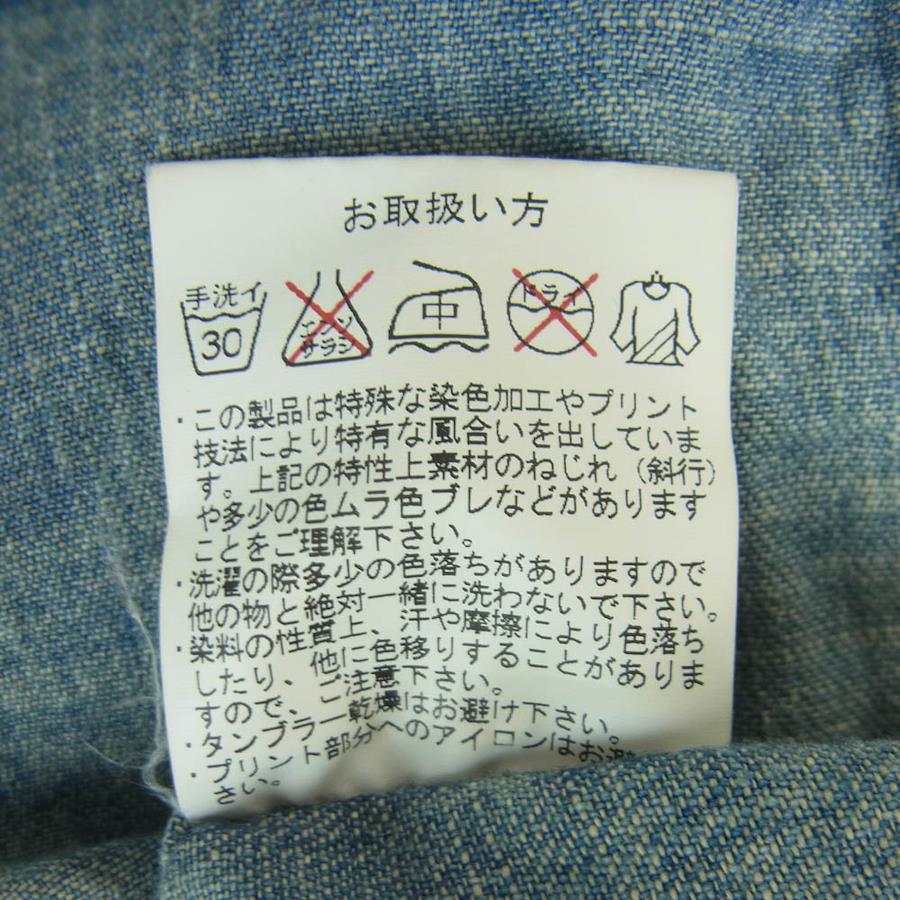 お取扱い方
手洗イ
30
エンソ
サラシ
中
ドライ
・この製品は特殊な染色加工やプリント
技法により特有な風合いを出していま
す。上記の特性上素材のねじれ（斜行）
や多少の色ムラ色ブレなどがあります
ことをご理解下さい。
・洗濯の際多少の色落ちがありますので
他の物と絶対一緒に洗わないで下さい。
・染料の性質上、汗や摩擦により色落ち
したり、他に色移りすることがありま
すので、ご注意下さい。
・タンブラー乾燥はお避け下さい。
・プリント部分へのアイロンはお
さい。